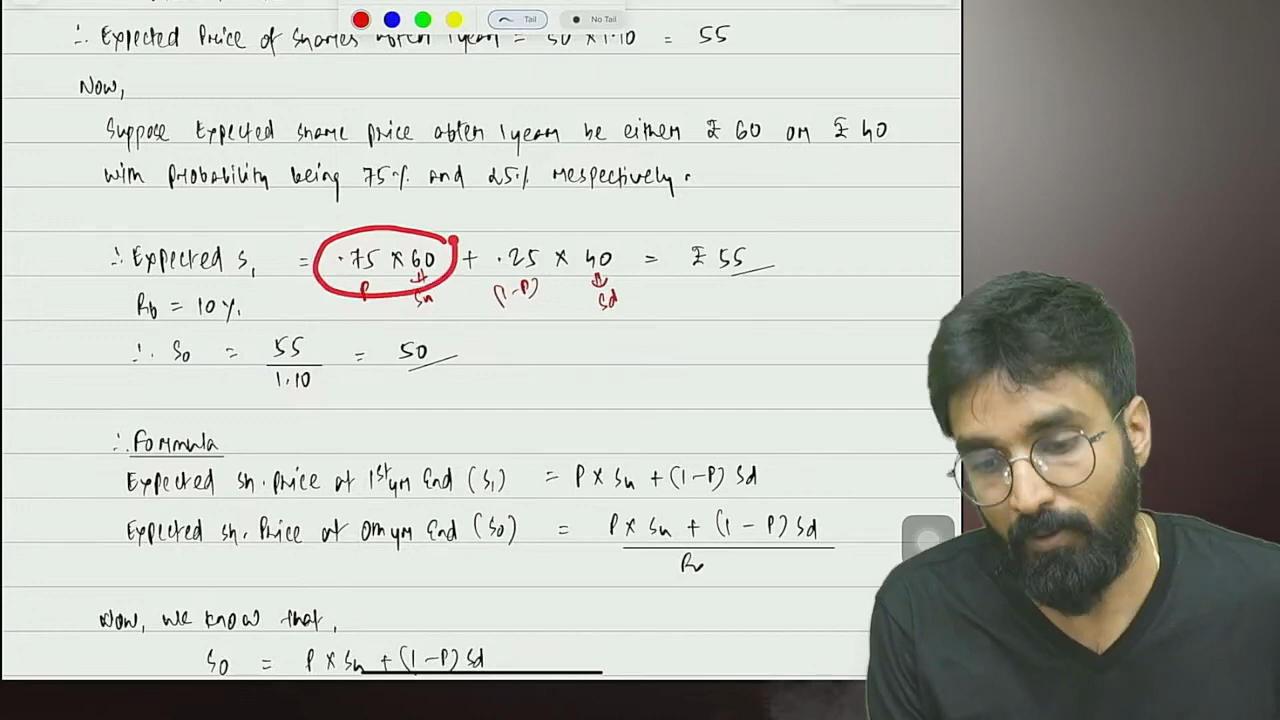 Tail No Tail
∴ Expected Price of Shares after 1 year = 50 × 1.10 = 55
Now,
Suppose Expected share price after 1 year be either ₹ 60 or ₹ 40
with Probability being 75% and 25% respectively.
∴ Expected S₁ = .75 × 60 + .25 × 40 = ₹ 55
P Su (1-P) Sd
Rf = 10%
∴ S₀ = 55 / 1.10 = 50
∴ Formula
Expected Sh. Price at 1st yr End (S₁) = P × Su + (1-P) Sd
Expected Sh. Price at 0th yr End (S₀) = P × Su + (1 - P) Sd
Now, we know that,
S₀ = P × Su + (1-P) Sd